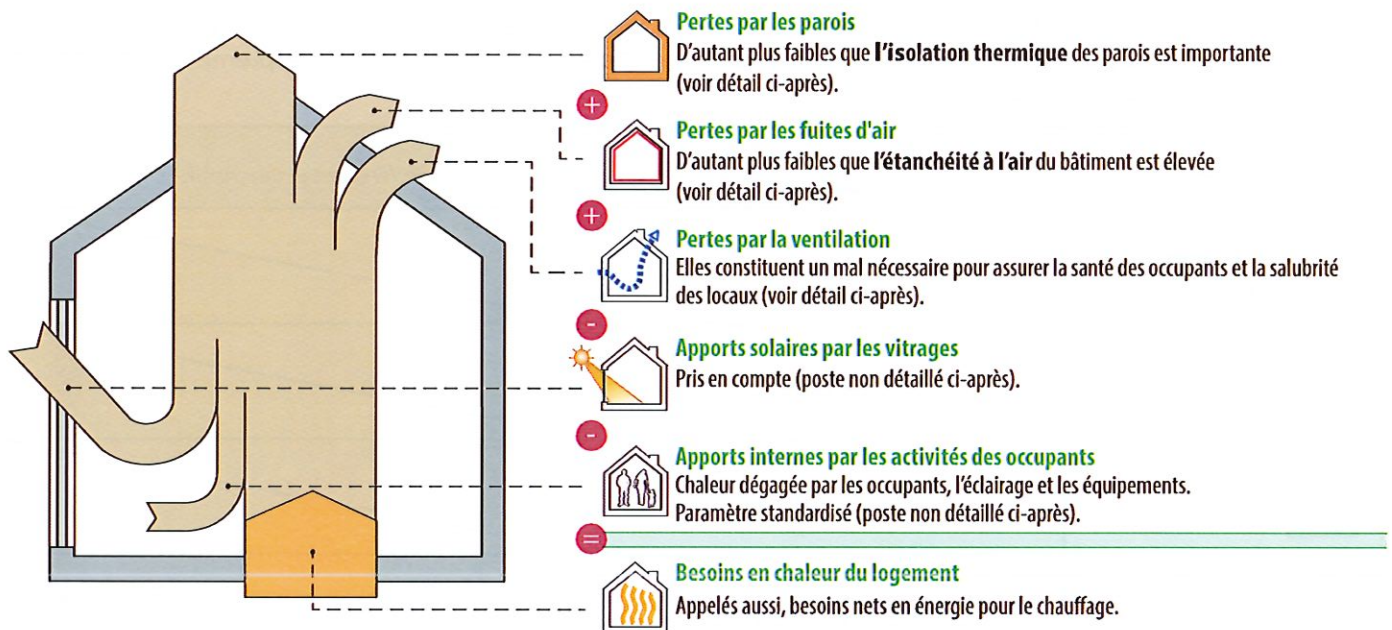 Pertes par les parois
D'autant plus faibles que l'isolation thermique des parois est importante
(voir détail ci-après).
+
Pertes par les fuites d'air
D'autant plus faibles que l'étanchéité à l'air du bâtiment est élevée
(voir détail ci-après).
+
Pertes par la ventilation
Elles constituent un mal nécessaire pour assurer la santé des occupants et la salubrité
des locaux (voir détail ci-après).
-
Apports solaires par les vitrages
Pris en compte (poste non détaillé ci-après).
-
Apports internes par les activités des occupants
Chaleur dégagée par les occupants, l'éclairage et les équipements.
Paramètre standardisé (poste non détaillé ci-après).
=
Besoins en chaleur du logement
Appelés aussi, besoins nets en énergie pour le chauffage.